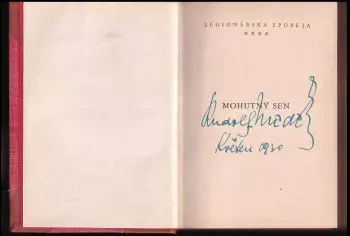 LEGIONÁŘSKÁ EPOPEJA
****
MOHUTNÝ SEN
Rudolf Medek
Květen 1930